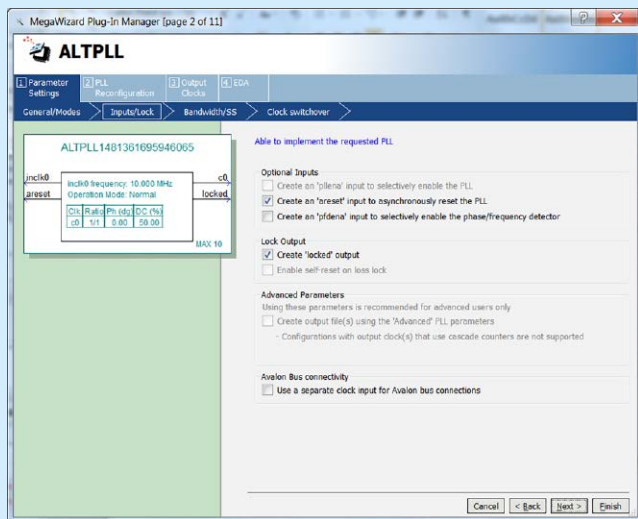 MegaWizard Plug-In Manager [page 2 of 11]
ALTPLL
1 Parameter Settings
2 PLL Reconfiguration
3 Output Clocks
4 EDA
General/Modes
Inputs/Lock
Bandwidth/SS
Clock switchover
ALTPLL1481361695946065
inclk0
areset
inclk0 frequency: 10.000 MHz
Operation Mode: Normal
Clk Ratio Ph (dg) DC (%)
c0 1/1 0.00 50.00
c0
locked
MAX 10
Able to implement the requested PLL
Optional Inputs
Create an 'pllena' input to selectively enable the PLL
Create an 'areset' input to asynchronously reset the PLL
Create an 'pfdena' input to selectively enable the phase/frequency detector
Lock Output
Create 'locked' output
Enable self-reset on loss lock
Advanced Parameters
Using these parameters is recommended for advanced users only
Create output file(s) using the 'Advanced' PLL parameters
- Configurations with output clock(s) that use cascade counters are not supported
Avalon Bus connectivity
Use a separate clock input for Avalon bus connections
Cancel
< Back
Next >
Finish